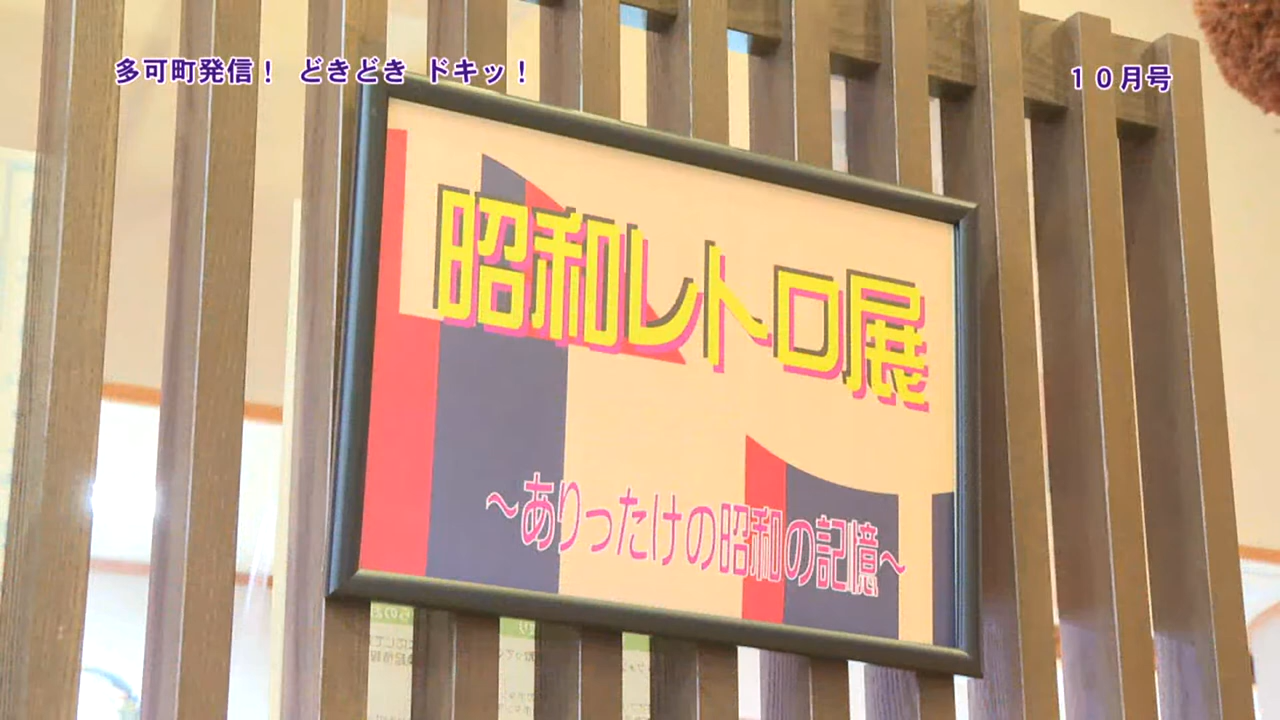 多可町発信！ どきどき ドキッ！
１０月号
昭和レトロ展
～ありったけの昭和の記憶～